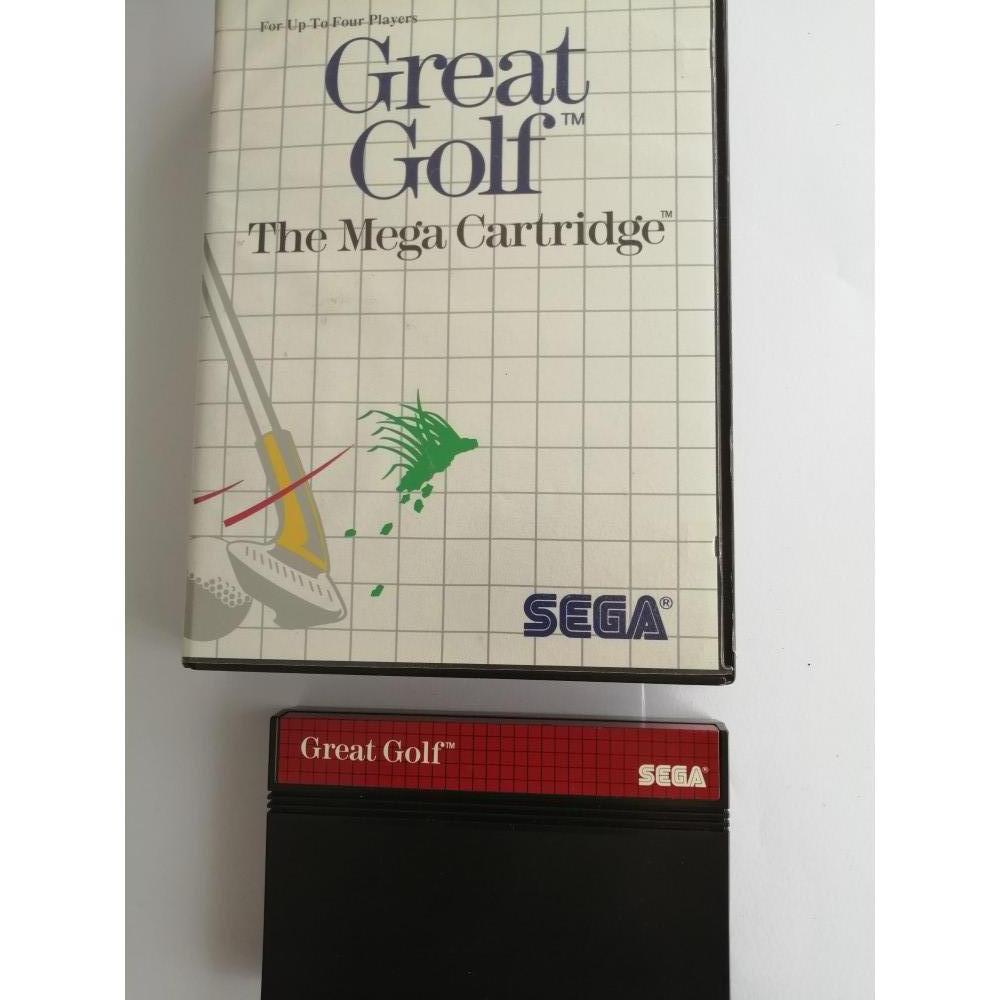 For Up To Four Players
Great
Golf™
The Mega Cartridge™
SEGA®
Great Golf™
SEGA®